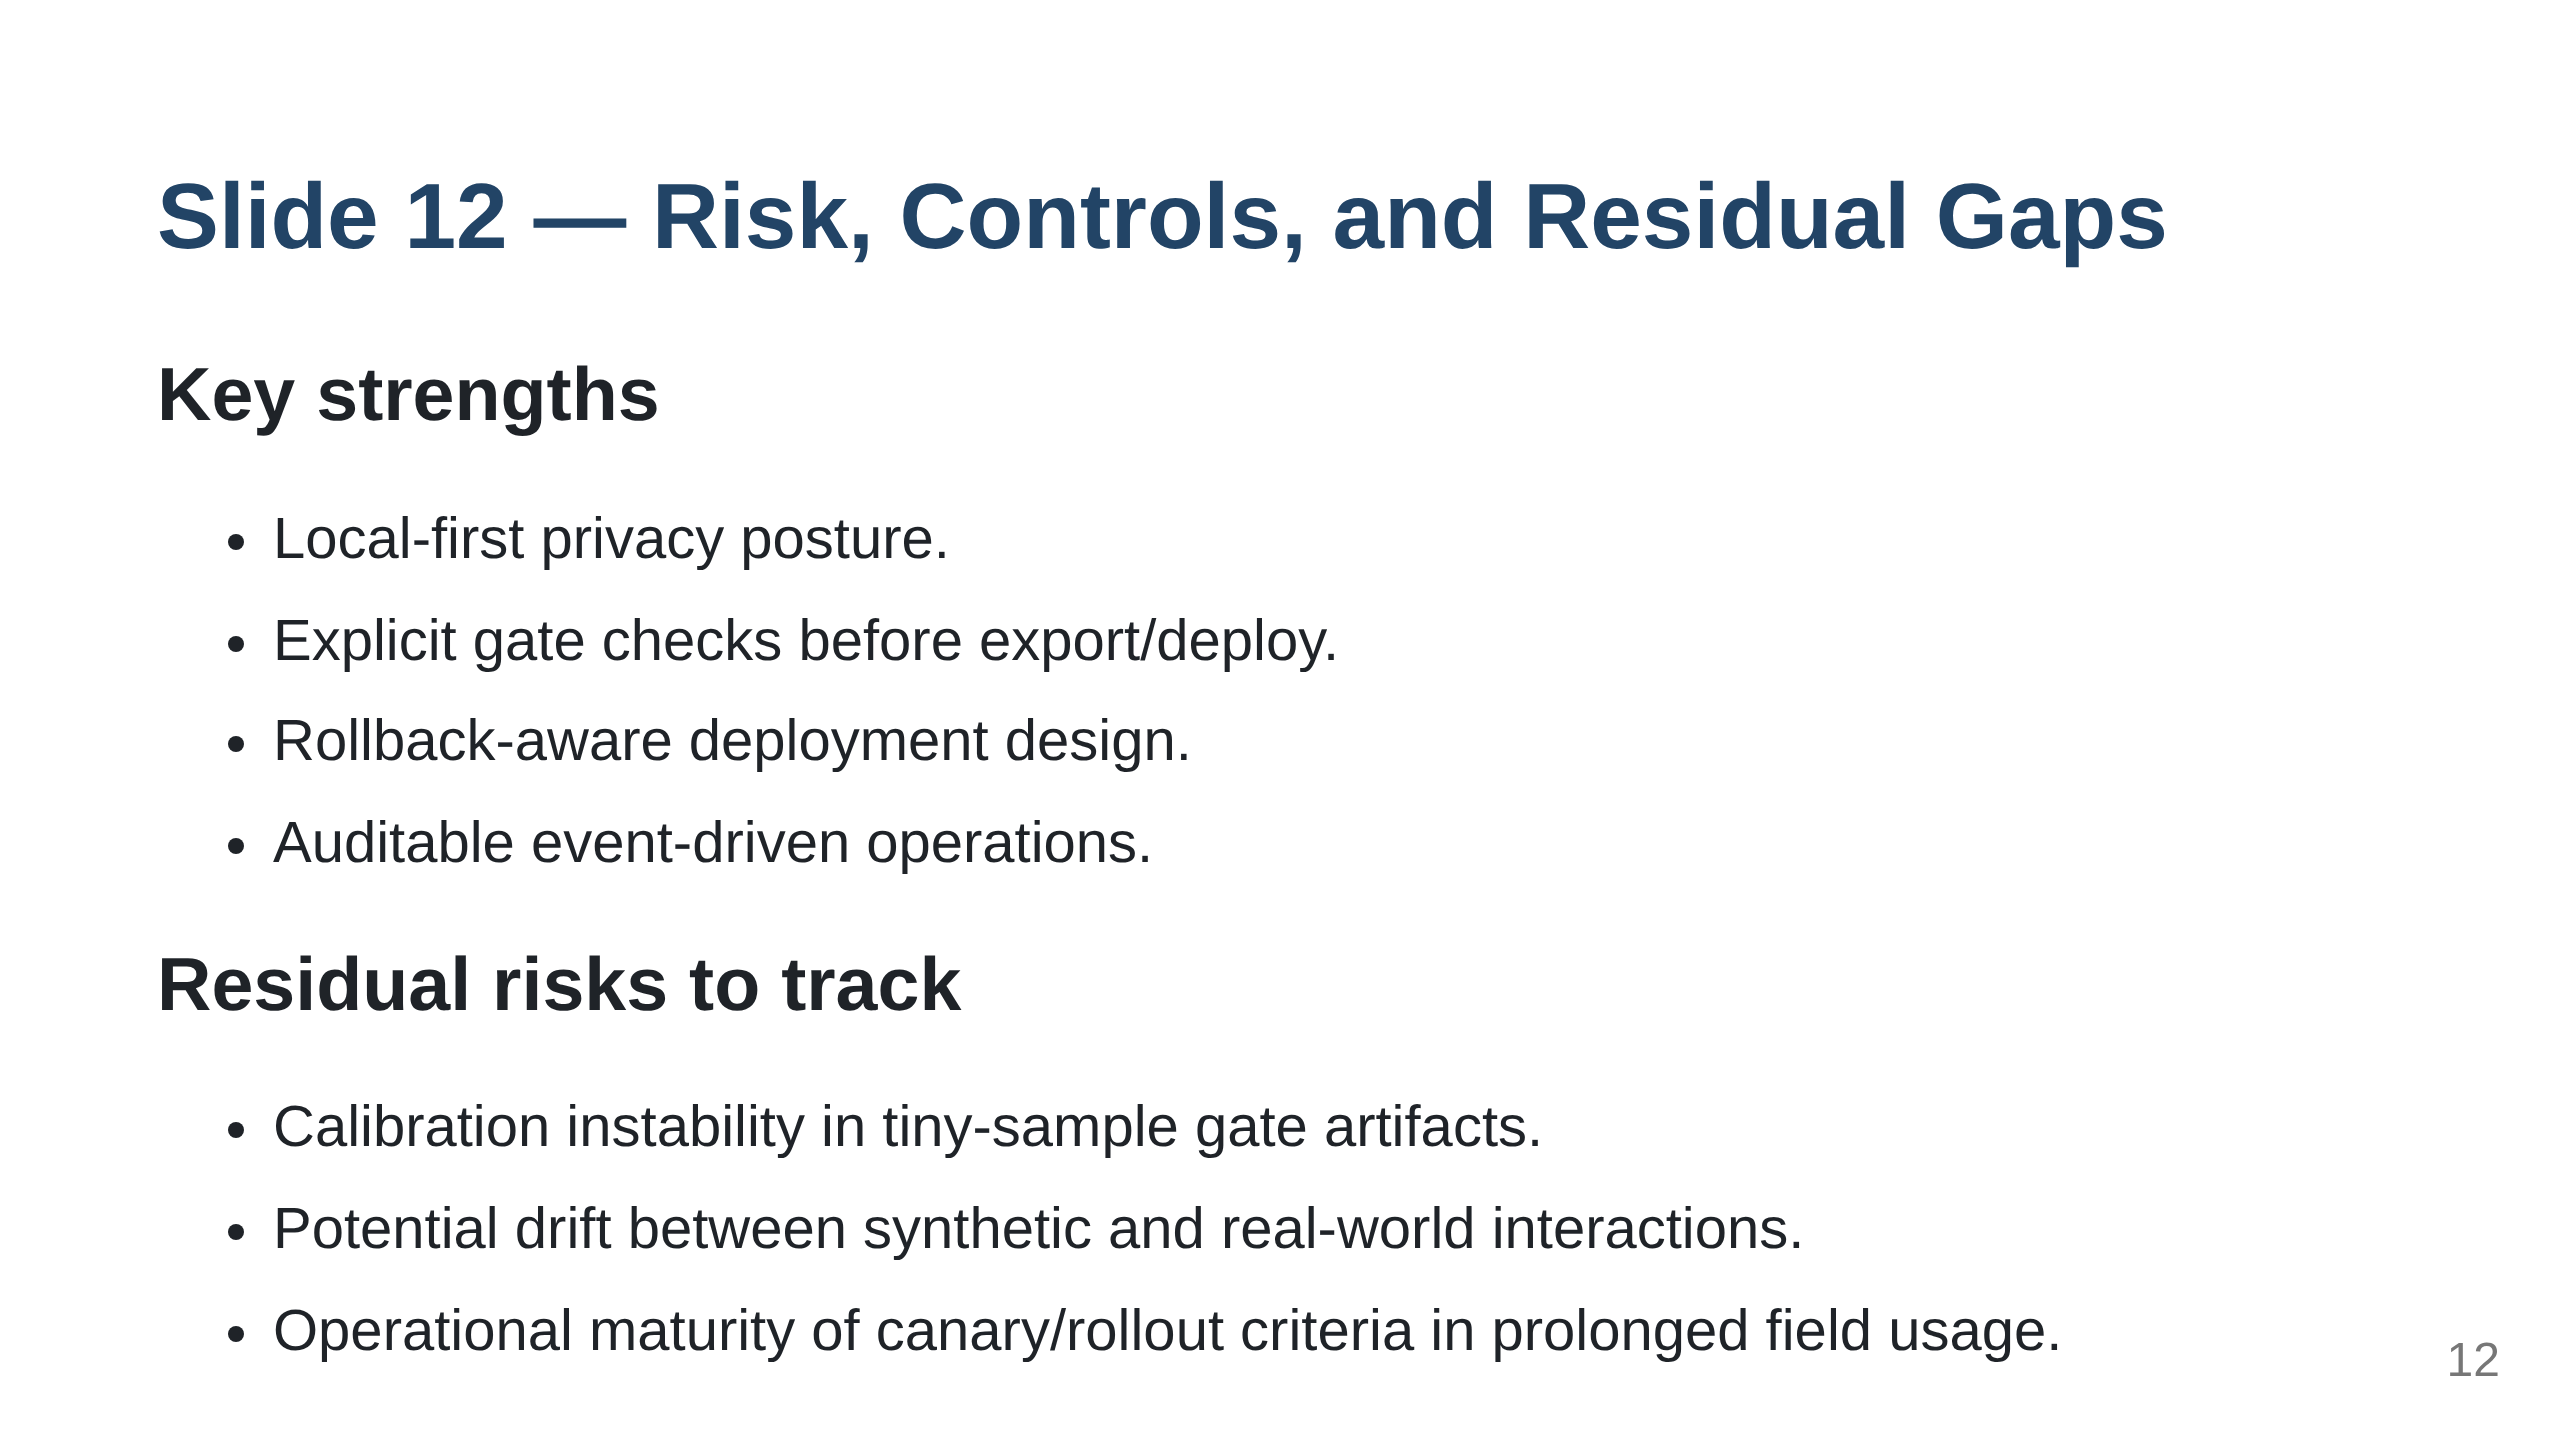 Slide 12 — Risk, Controls, and Residual Gaps
Key strengths
• Local-first privacy posture.
• Explicit gate checks before export/deploy.
• Rollback-aware deployment design.
• Auditable event-driven operations.
Residual risks to track
• Calibration instability in tiny-sample gate artifacts.
• Potential drift between synthetic and real-world interactions.
• Operational maturity of canary/rollout criteria in prolonged field usage.
12